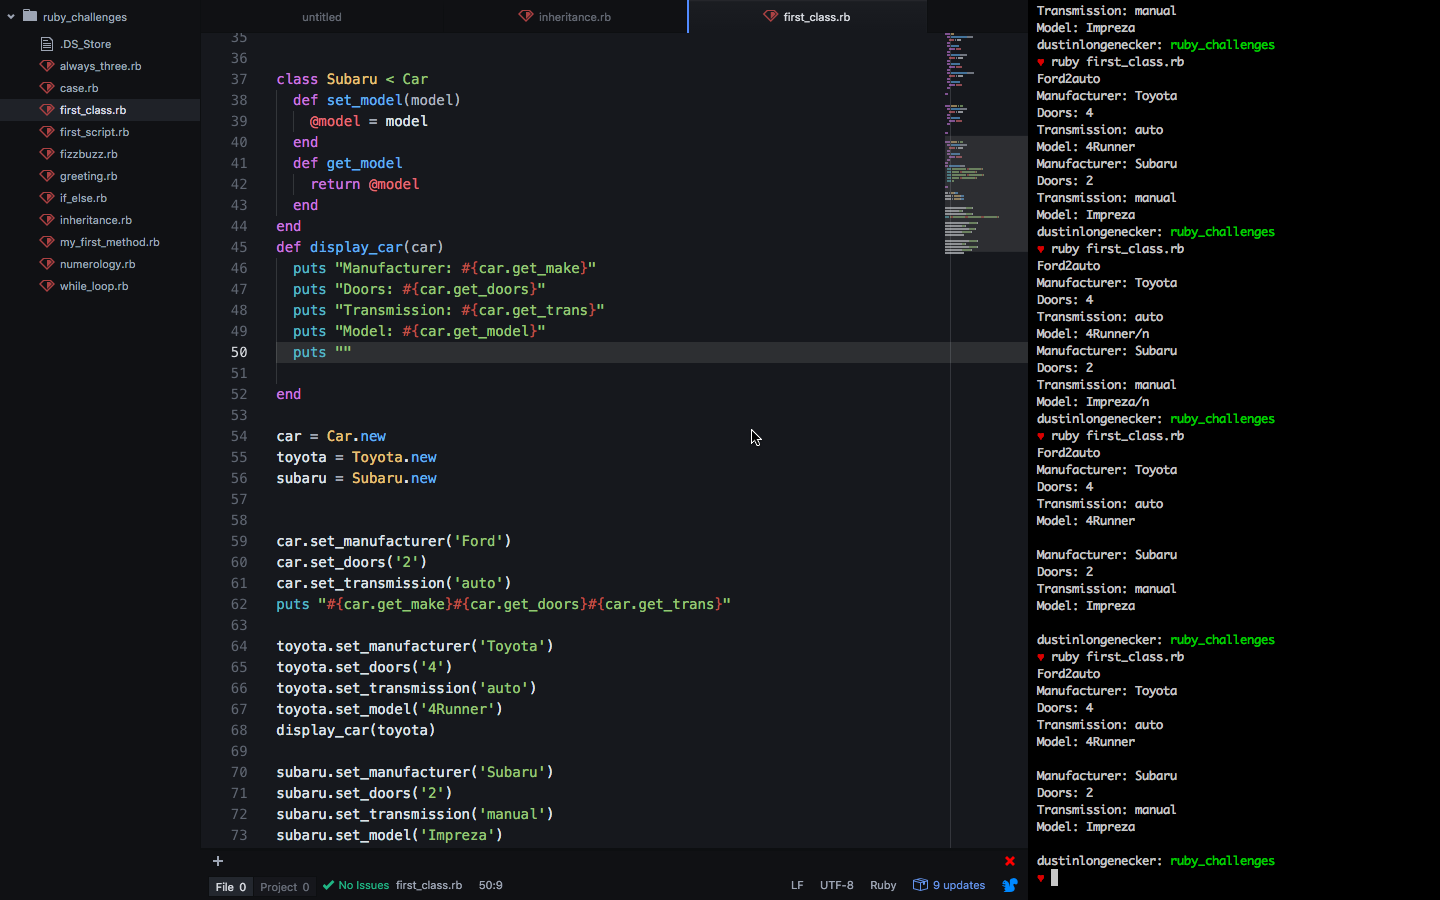 ruby_challenges
.DS_Store
always_three.rb
case.rb
first_class.rb
first_script.rb
fizzbuzz.rb
greeting.rb
if_else.rb
inheritance.rb
my_first_method.rb
numerology.rb
while_loop.rb
untitled
inheritance.rb
first_class.rb
35
36
37 class Subaru < Car
38 def set_model(model)
39 @model = model
40 end
41 def get_model
42 return @model
43 end
44 end
45 def display_car(car)
46 puts "Manufacturer: #{car.get_make}"
47 puts "Doors: #{car.get_doors}"
48 puts "Transmission: #{car.get_trans}"
49 puts "Model: #{car.get_model}"
50 puts ""
51
52 end
53
54 car = Car.new
55 toyota = Toyota.new
56 subaru = Subaru.new
57
58
59 car.set_manufacturer('Ford')
60 car.set_doors('2')
61 car.set_transmission('auto')
62 puts "#{car.get_make}#{car.get_doors}#{car.get_trans}"
63
64 toyota.set_manufacturer('Toyota')
65 toyota.set_doors('4')
66 toyota.set_transmission('auto')
67 toyota.set_model('4Runner')
68 display_car(toyota)
69
70 subaru.set_manufacturer('Subaru')
71 subaru.set_doors('2')
72 subaru.set_transmission('manual')
73 subaru.set_model('Impreza')
+
File 0 Project 0 No Issues first_class.rb 50:9 LF UTF-8 Ruby 9 updates
Transmission: manual
Model: Impreza
dustinlongenecker: ruby_challenges
♥ ruby first_class.rb
Ford2auto
Manufacturer: Toyota
Doors: 4
Transmission: auto
Model: 4Runner
Manufacturer: Subaru
Doors: 2
Transmission: manual
Model: Impreza
dustinlongenecker: ruby_challenges
♥ ruby first_class.rb
Ford2auto
Manufacturer: Toyota
Doors: 4
Transmission: auto
Model: 4Runner/n
Manufacturer: Subaru
Doors: 2
Transmission: manual
Model: Impreza/n
dustinlongenecker: ruby_challenges
♥ ruby first_class.rb
Ford2auto
Manufacturer: Toyota
Doors: 4
Transmission: auto
Model: 4Runner
Manufacturer: Subaru
Doors: 2
Transmission: manual
Model: Impreza
dustinlongenecker: ruby_challenges
♥ ruby first_class.rb
Ford2auto
Manufacturer: Toyota
Doors: 4
Transmission: auto
Model: 4Runner
Manufacturer: Subaru
Doors: 2
Transmission: manual
Model: Impreza
dustinlongenecker: ruby_challenges
♥